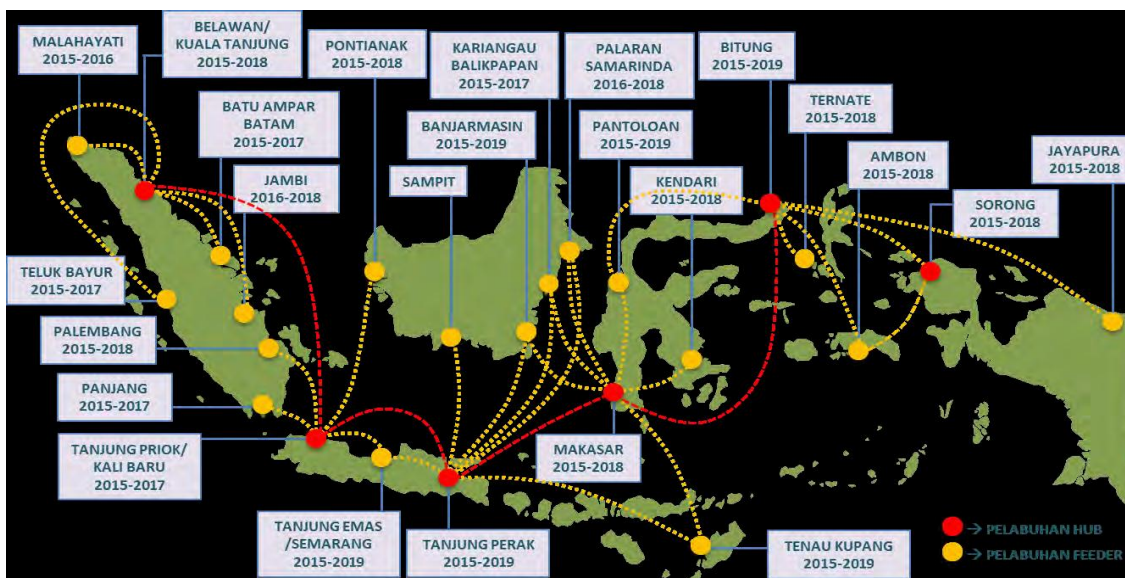 MALAHAYATI
2015-2016
BELAWAN/
KUALA TANJUNG
2015-2018
PONTIANAK
2015-2018
KARIANGAU
BALIKPAPAN
2015-2017
PALARAN
SAMARINDA
2016-2018
BITUNG
2015-2019
TERNATE
2015-2018
BATU AMPAR
BATAM
2015-2017
BANJARMASIN
2015-2019
PANTOLOAN
2015-2019
AMBON
2015-2018
JAYAPURA
2015-2018
JAMBI
2016-2018
SAMPIT
KENDARI
2015-2018
SORONG
2015-2018
TELUK BAYUR
2015-2017
PALEMBANG
2015-2018
PANJANG
2015-2017
TANJUNG PRIOK/
KALI BARU
2015-2017
MAKASAR
2015-2018
TANJUNG EMAS
/SEMARANG
2015-2019
TANJUNG PERAK
2015-2019
TENAU KUPANG
2015-2019
→ PELABUHAN HUB
→ PELABUHAN FEEDER